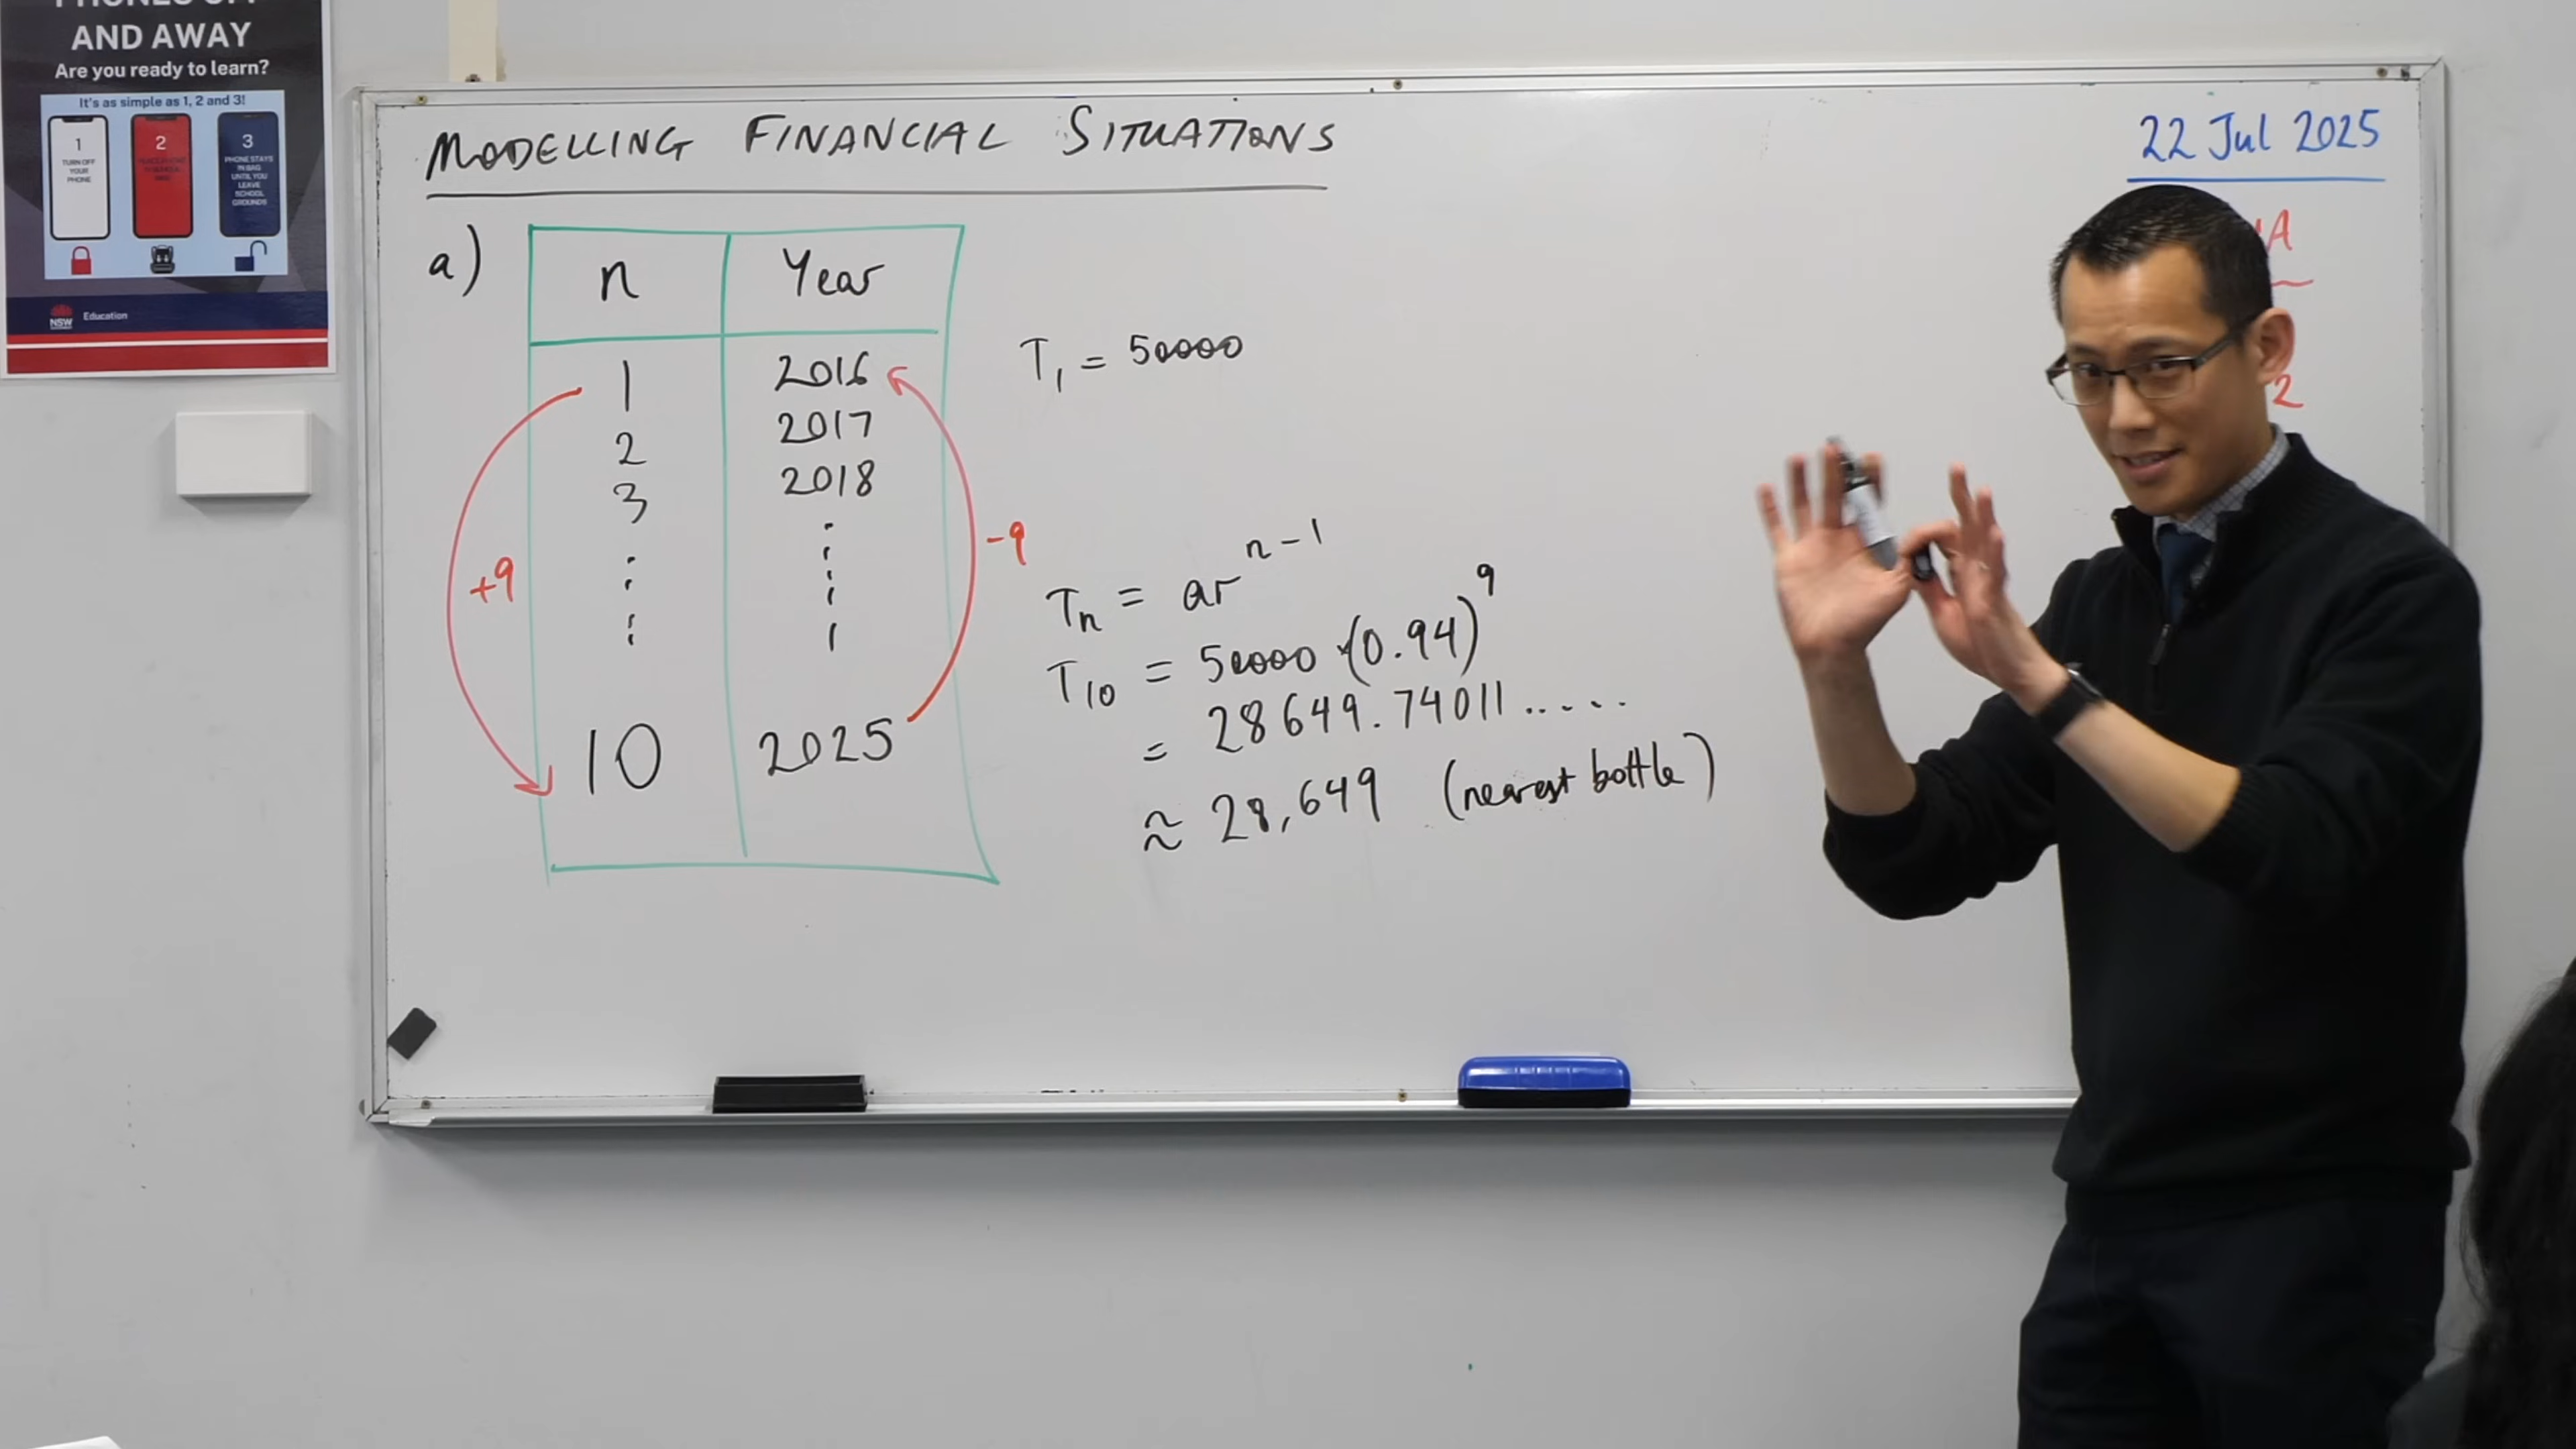 AND AWAY
Are you ready to learn?
It's as simple as 1, 2 and 3!
1
TURN OFF
YOUR
PHONE
2
3
PHONE STAYS
IN BAG
UNTIL YOU
LEAVE
SCHOOL
GROUNDS
NSW
Education
MODELLING FINANCIAL SITUATIONS
22 Jul 2025
a)
n Year
1 2016
2 2017
3 2018
10 2025
+9
-9
T₁ = 50000
Tₙ = arⁿ⁻¹
T₁₀ = 50000 × (0.94)⁹
= 28649.74011.....
≈ 28,649 (nearest bottle)
A
2